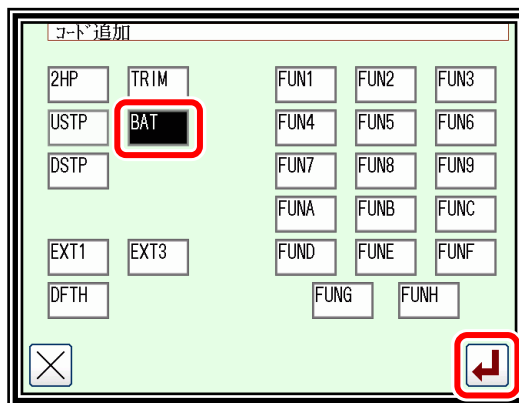 コード追加
2HP TRIM FUN1 FUN2 FUN3
USTP BAT FUN4 FUN5 FUN6
DSTP FUN7 FUN8 FUN9
FUNA FUNB FUNC
EXT1 EXT3 FUND FUNE FUNF
DFTH FUNG FUNH